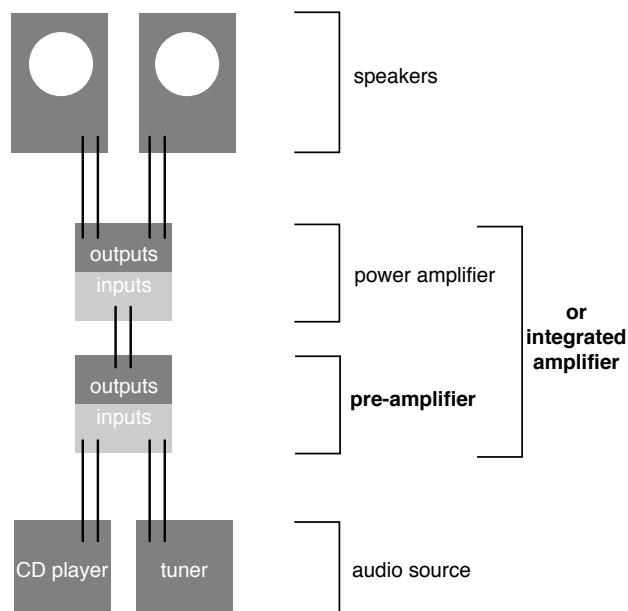 speakers
outputs
inputs
power amplifier
or
integrated
amplifier
outputs
inputs
pre-amplifier
CD player
tuner
audio source